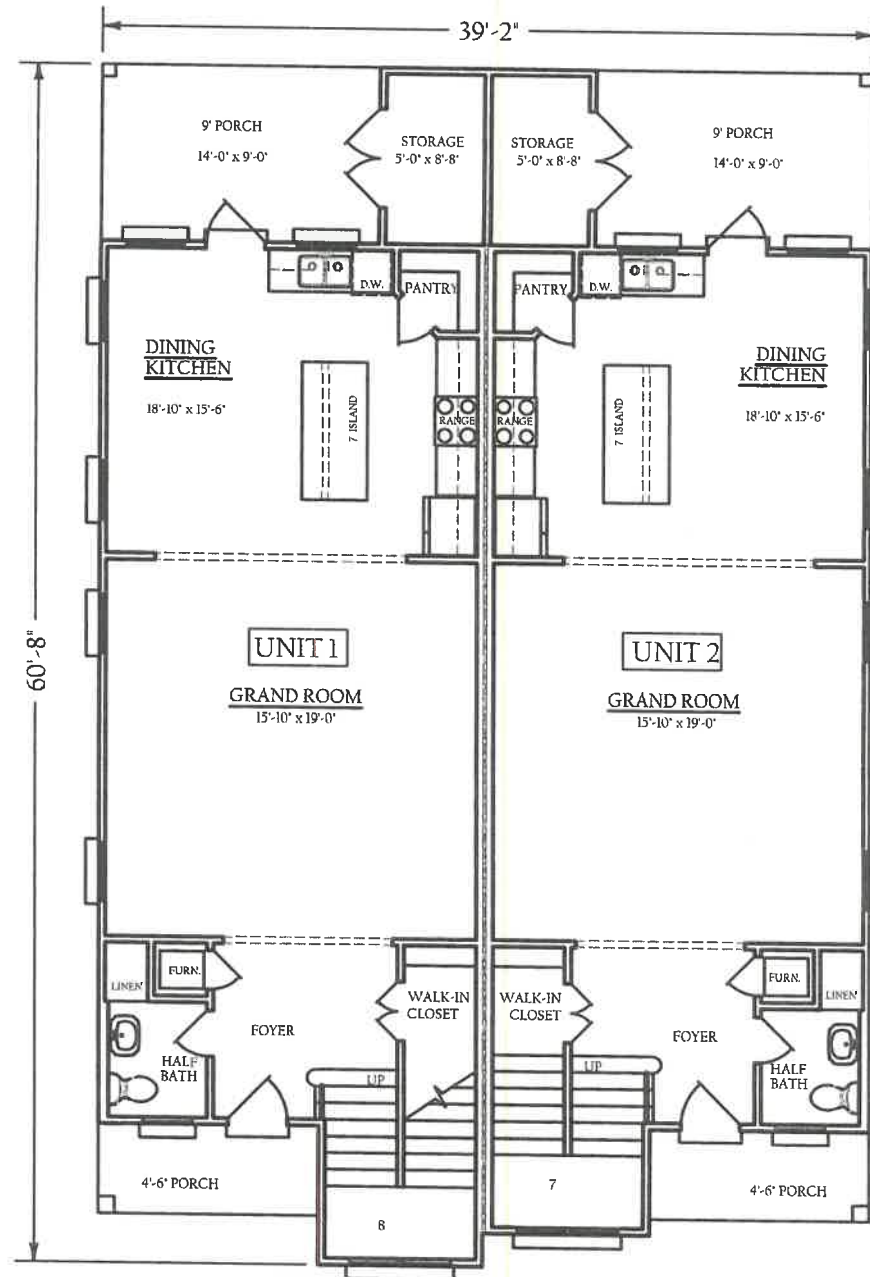 39'-2"
9' PORCH
14'-0" x 9'-0"
STORAGE
5'-0" x 8'-8"
STORAGE
5'-0" x 8'-8"
9' PORCH
14'-0" x 9'-0"
D.W.
PANTRY
PANTRY
D.W.
DINING
KITCHEN
18'-10" x 15'-6"
7 ISLAND
RANGE
RANGE
7 ISLAND
DINING
KITCHEN
18'-10" x 15'-6"
60'-8"
UNIT 1
GRAND ROOM
15'-10" x 19'-0"
UNIT 2
GRAND ROOM
15'-10" x 19'-0"
LINEN
FURN.
FOYER
WALK-IN
CLOSET
WALK-IN
CLOSET
FOYER
FURN.
LINEN
HALF
BATH
UP
UP
HALF
BATH
4'-6" PORCH
8
7
4'-6" PORCH